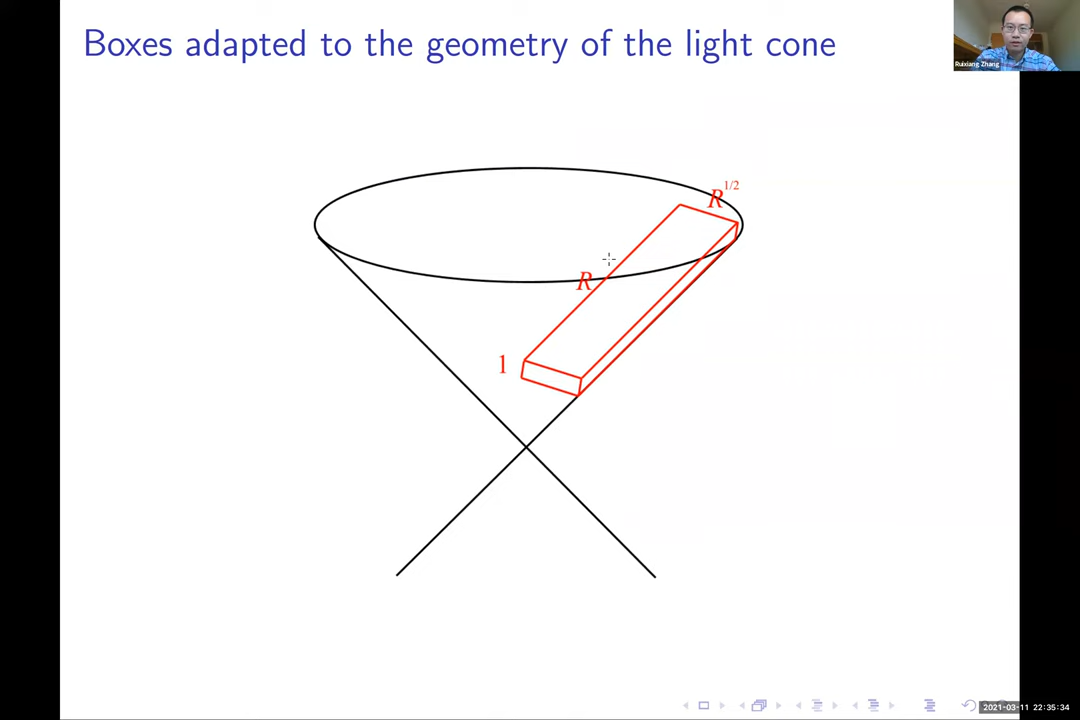 Boxes adapted to the geometry of the light cone
Ruixiang Zhang
R^{1/2}
R
1
2021-03-11 22:35:34